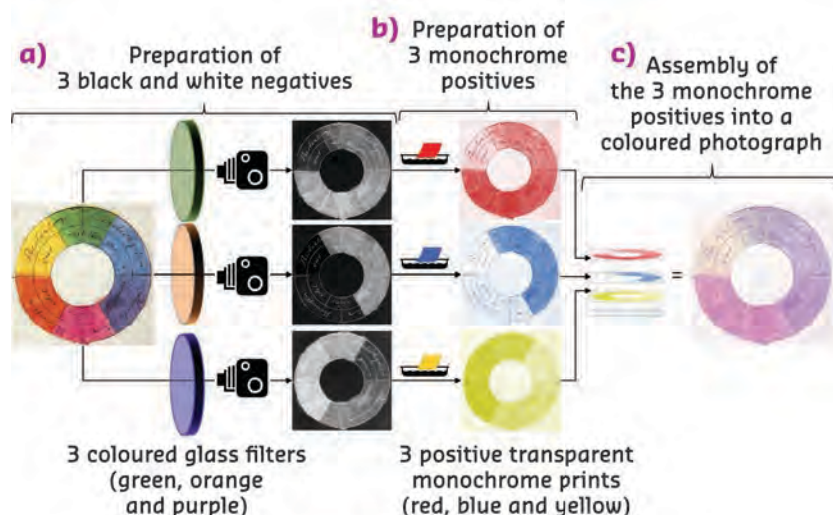 a)
Preparation of
3 black and white negatives
b)
Preparation of
3 monochrome
positives
c)
Assembly of
the 3 monochrome
positives into a
coloured photograph
=
3 coloured glass filters
(green, orange
and purple)
3 positive transparent
monochrome prints
(red, blue and yellow)